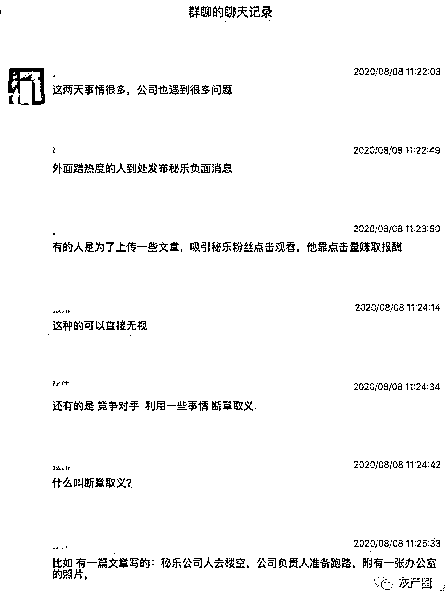 群聊的聊天记录
2020/08/08 11:22:03
这两天事情很多，公司也遇到很多问题
2020/08/08 11:22:49
外面蹭热度的人到处发布秘乐负面消息
2020/08/08 11:23:50
有的人是为了上传一些文章，吸引秘乐粉丝点击观看，他靠点击量赚取报酬
2020/08/08 11:24:14
这种的可以直接无视
2020/08/08 11:24:34
还有的是 竞争对手 利用一些事情 断章取义.
2020/08/08 11:24:42
什么叫断章取义？
2020/08/08 11:25:33
比如 有一篇文章写的：秘乐公司人去楼空，公司负责人准备跑路，附有一张办公室
的照片，
灰产圈